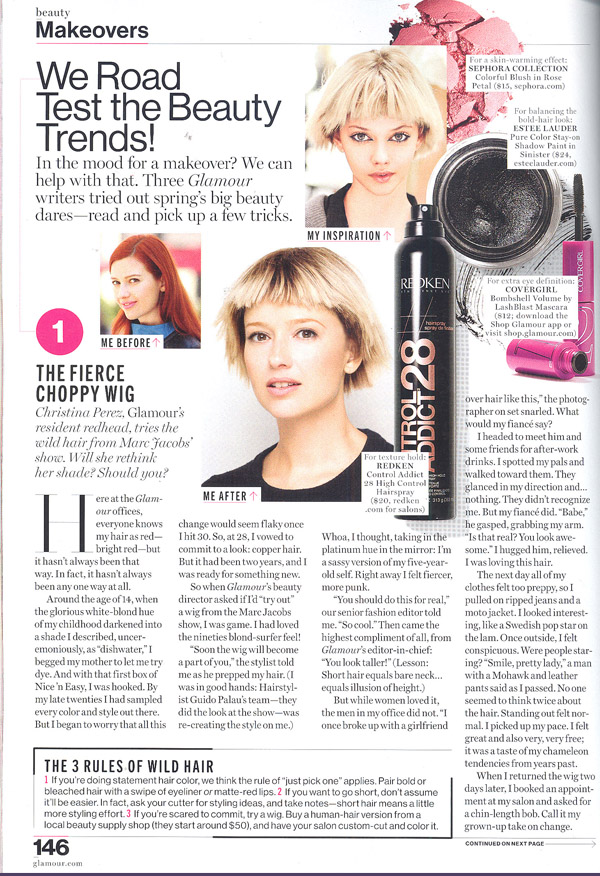 beauty
Makeovers
We Road
Test the Beauty
Trends!
In the mood for a makeover? We can
help with that. Three Glamour
writers tried out spring's big beauty
dares—read and pick up a few tricks.
MY INSPIRATION ↑
For a skin-warming effect:
SEPHORA COLLECTION
Colorful Blush in Rose
Petal ($15, sephora.com)
For balancing the
bold-hair look:
ESTEE LAUDER
Pure Color Stay-on
Shadow Paint in
Sinister ($24,
esteelauder.com)
For extra eye definition:
COVERGIRL
Bombshell Volume by
LashBlast Mascara
($12; download the
Shop Glamour app or
visit shop.glamour.com)
COVERGIRL
REDKEN
hairspray
CONTROL
ADDICT 28
For texture hold:
REDKEN
Control Addict
28 High Control
Hairspray
($20, redken
.com for salons)
ME BEFORE ↑
ME AFTER ↑
1
THE FIERCE
CHOPPY WIG
Christina Perez, Glamour's
resident redhead, tries the
wild hair from Marc Jacobs'
show. Will she rethink
her shade? Should you?
Here at the Glam-
our offices,
everyone knows
my hair as red—
bright red—but
it hasn't always been that
way. In fact, it hasn't always
been any one way at all.
Around the age of 14, when
the glorious white-blond hue
of my childhood darkened into
a shade I described, uncer-
emoniously, as "dishwater," I
begged my mother to let me try
dye. And with that first box of
Nice 'n Easy, I was hooked. By
my late twenties I had sampled
every color and style out there.
But I began to worry that all this
change would seem flaky once
I hit 30. So, at 28, I vowed to
commit to a look: copper hair.
But it had been two years, and I
was ready for something new.
So when Glamour's beauty
director asked if I'd "try out"
a wig from the Marc Jacobs
show, I was game. I had loved
the nineties blond-surfer feel!
"Soon the wig will become
a part of you," the stylist told
me as he prepped my hair. (I
was in good hands: Hairstyl-
ist Guido Palau's team—they
did the look at the show—was
re-creating the style on me.)
Whoa, I thought, taking in the
platinum hue in the mirror: I'm
a sassy version of my five-year-
old self. Right away I felt fiercer,
more punk.
"You should do this for real,"
our senior fashion editor told
me. "So cool." Then came the
highest compliment of all, from
Glamour's editor-in-chief:
"You look taller!" (Lesson:
Short hair equals bare neck...
equals illusion of height.)
But while women loved it,
the men in my office did not. "I
once broke up with a girlfriend
over hair like this," the photog-
rapher on set snarled. What
would my fiancé say?
I headed to meet him and
some friends for after-work
drinks. I spotted my pals and
walked toward them. They
glanced in my direction and...
nothing. They didn't recognize
me. But my fiancé did. "Babe,"
he gasped, grabbing my arm.
"Is that real? You look awe-
some." I hugged him, relieved.
I was loving this hair.
The next day all of my
clothes felt too preppy, so I
pulled on ripped jeans and a
moto jacket. I looked interest-
ing, like a Swedish pop star on
the lam. Once outside, I felt
conspicuous. Were people star-
ing? "Smile, pretty lady," a man
with a Mohawk and leather
pants said as I passed. No one
seemed to think twice about
the hair. Standing out felt nor-
mal. I picked up my pace. I felt
great and also very, very free;
it was a taste of my chameleon
tendencies from years past.
When I returned the wig two
days later, I booked an appoint-
ment at my salon and asked for
a chin-length bob. Call it my
grown-up take on change.
THE 3 RULES OF WILD HAIR
1 If you're doing statement hair color, we think the rule of "just pick one" applies. Pair bold or
bleached hair with a swipe of eyeliner or matte-red lips. 2 If you want to go short, don't assume
it'll be easier. In fact, ask your cutter for styling ideas, and take notes—short hair means a little
more styling effort. 3 If you're scared to commit, try a wig. Buy a human-hair version from a
local beauty supply shop (they start around $50), and have your salon custom-cut and color it.
146
glamour.com
CONTINUED ON NEXT PAGE